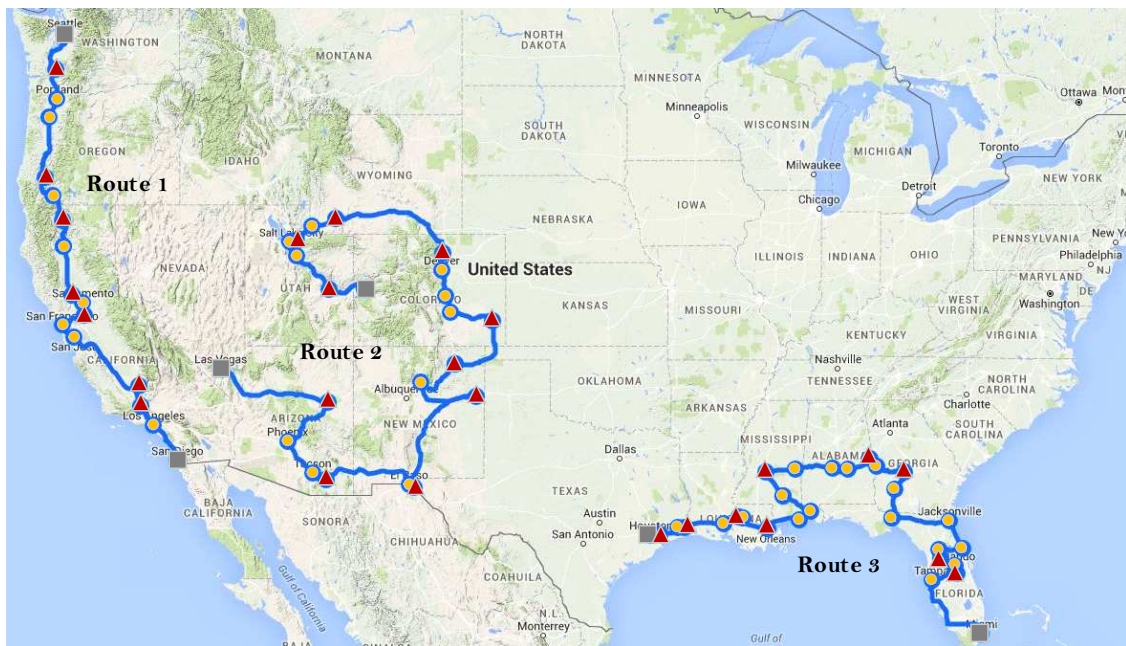 Seattle
WASHINGTON
NORTH
DAKOTA
MONTANA
MINNESOTA
Portland
Minneapolis
Ottawa
SOUTH
DAKOTA
WISCONSIN
OREGON
IDAHO
MICHIGAN
Toronto
WYOMING
Milwaukee
NEW YORK
Route 1
Detroit
Chicago
IOWA
NEBRASKA
Salt Lake City
PENNSYLVANIA
NEVADA
Denver
United States
ILLINOIS
INDIANA
OHIO
Philadelphia
NJ
MARYLAND
UTAH
COLORADO
Sacramento
KANSAS
MISSOURI
WEST
VIRGINIA
Washington
San Francisco
KENTUCKY
VIRGINIA
San Jose
CALIFORNIA
Route 2
Las Vegas
Nashville
OKLAHOMA
TENNESSEE
NORTH
CAROLINA
Albuquerque
Charlotte
Los Angeles
ARIZONA
NEW MEXICO
ARKANSAS
Phoenix
Atlanta
SOUTH
CAROLINA
MISSISSIPPI
San Diego
Dallas
ALABAMA
GEORGIA
Tucson
El Paso
TEXAS
BAJA
CALIFORNIA
SONORA
Austin
LOUISIANA
Jacksonville
Houston
San Antonio
New Orleans
CHIHUAHUA
Route 3
Orlando
Tampa
COAHUILA
FLORIDA
Gulf of California
N.L.
Monterrey
Miami
Gulf of